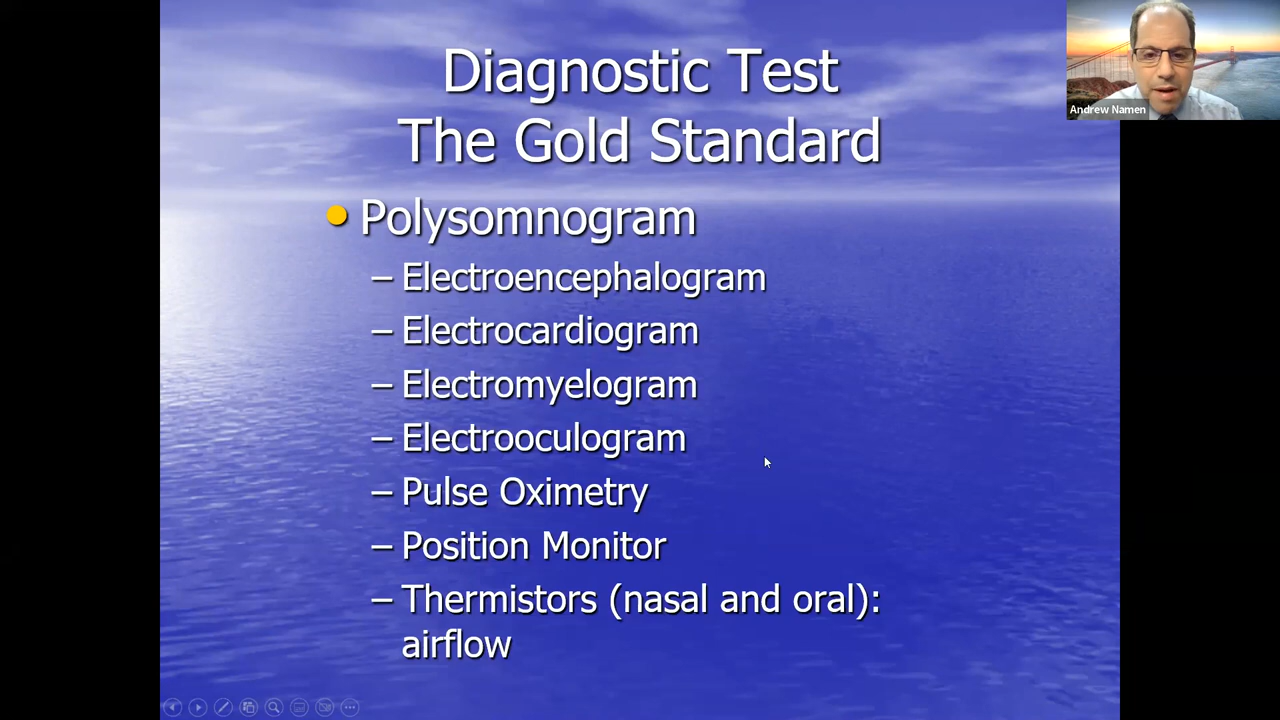 Diagnostic Test
The Gold Standard
Polysomnogram
– Electroencephalogram
– Electrocardiogram
– Electromyelogram
– Electrooculogram
– Pulse Oximetry
– Position Monitor
– Thermistors (nasal and oral):
airflow
Andrew Namen